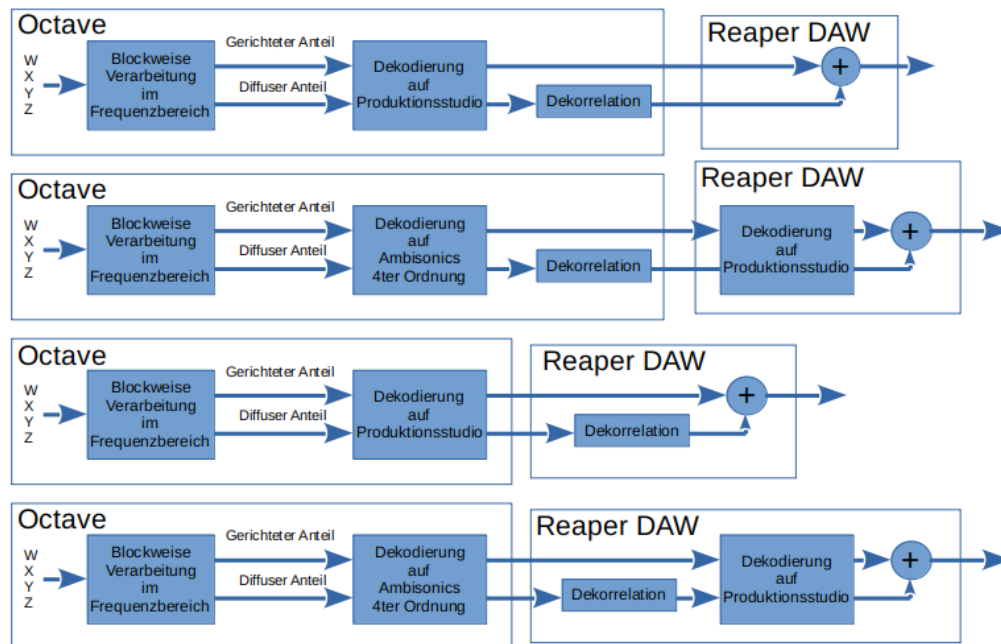 Octave
W
X
Y
Z
Blockweise
Verarbeitung
im
Frequenzbereich
Gerichteter Anteil
Diffuser Anteil
Dekodierung
auf
Produktionsstudio
Dekorrelation
Reaper DAW
+
Octave
W
X
Y
Z
Blockweise
Verarbeitung
im
Frequenzbereich
Gerichteter Anteil
Diffuser Anteil
Dekodierung
auf
Ambisonics
4ter Ordnung
Dekorrelation
Reaper DAW
Dekodierung
auf
Produktionsstudio
+
Octave
W
X
Y
Z
Blockweise
Verarbeitung
im
Frequenzbereich
Gerichteter Anteil
Diffuser Anteil
Dekodierung
auf
Produktionsstudio
Reaper DAW
Dekorrelation
+
Octave
W
X
Y
Z
Blockweise
Verarbeitung
im
Frequenzbereich
Gerichteter Anteil
Diffuser Anteil
Dekodierung
auf
Ambisonics
4ter Ordnung
Reaper DAW
Dekorrelation
Dekodierung
auf
Produktionsstudio
+